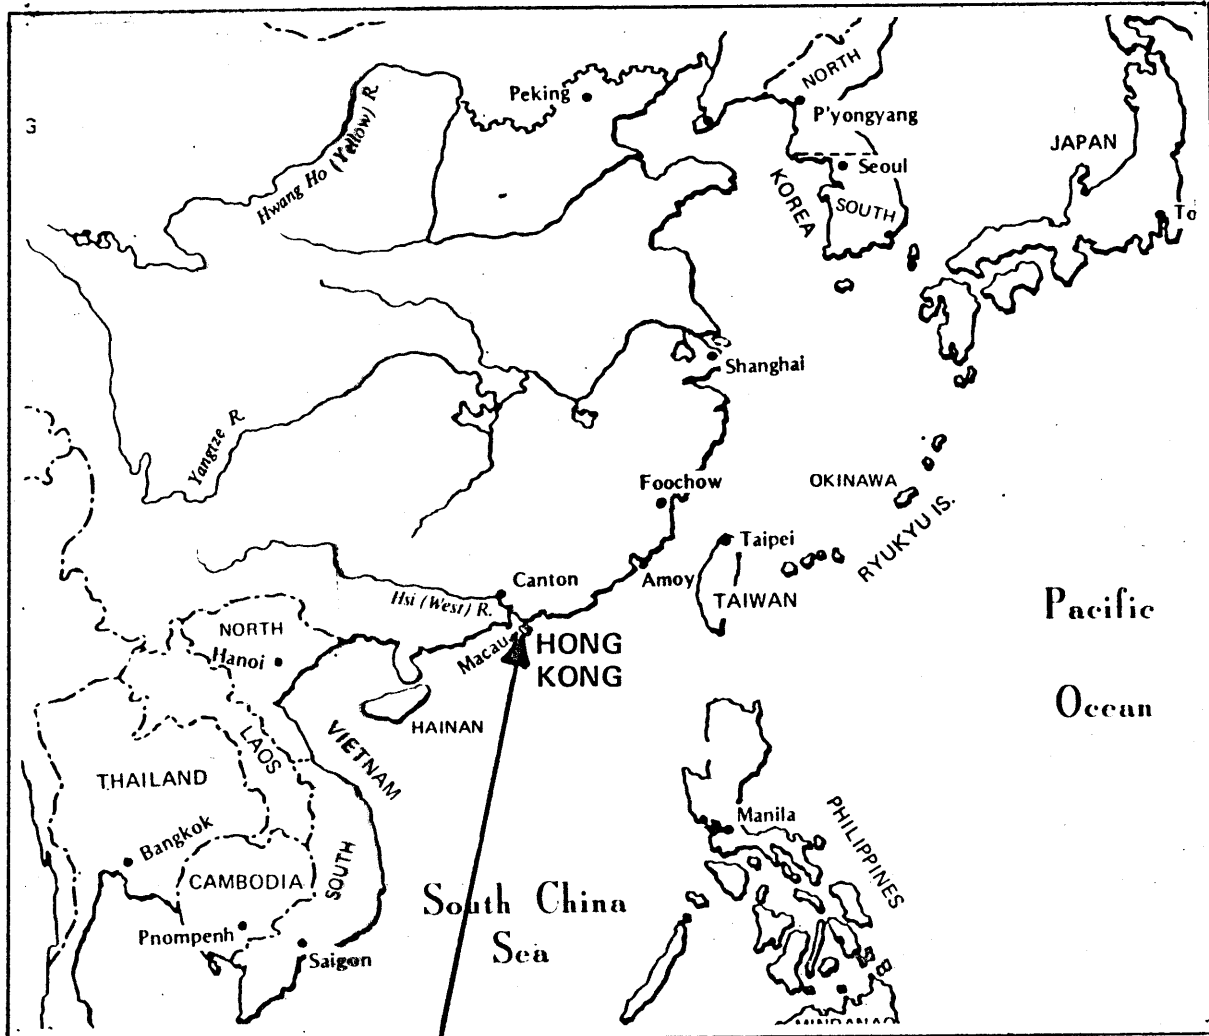 Peking
NORTH
P'yongyang
Hwang Ho (Yellow) R.
JAPAN
Seoul
KOREA
SOUTH
To
Shanghai
Yangtze R.
Foochow
OKINAWA
RYUKYU IS.
Taipei
Canton
Amoy
TAIWAN
Hsi (West) R.
Pacific
Ocean
NORTH
Hanoi
Macau
HONG
KONG
HAINAN
VIETNAM
LAOS
THAILAND
Manila
PHILIPPINES
Bangkok
SOUTH
CAMBODIA
South China
Sea
Pnompenh
Saigon
MINDANAO